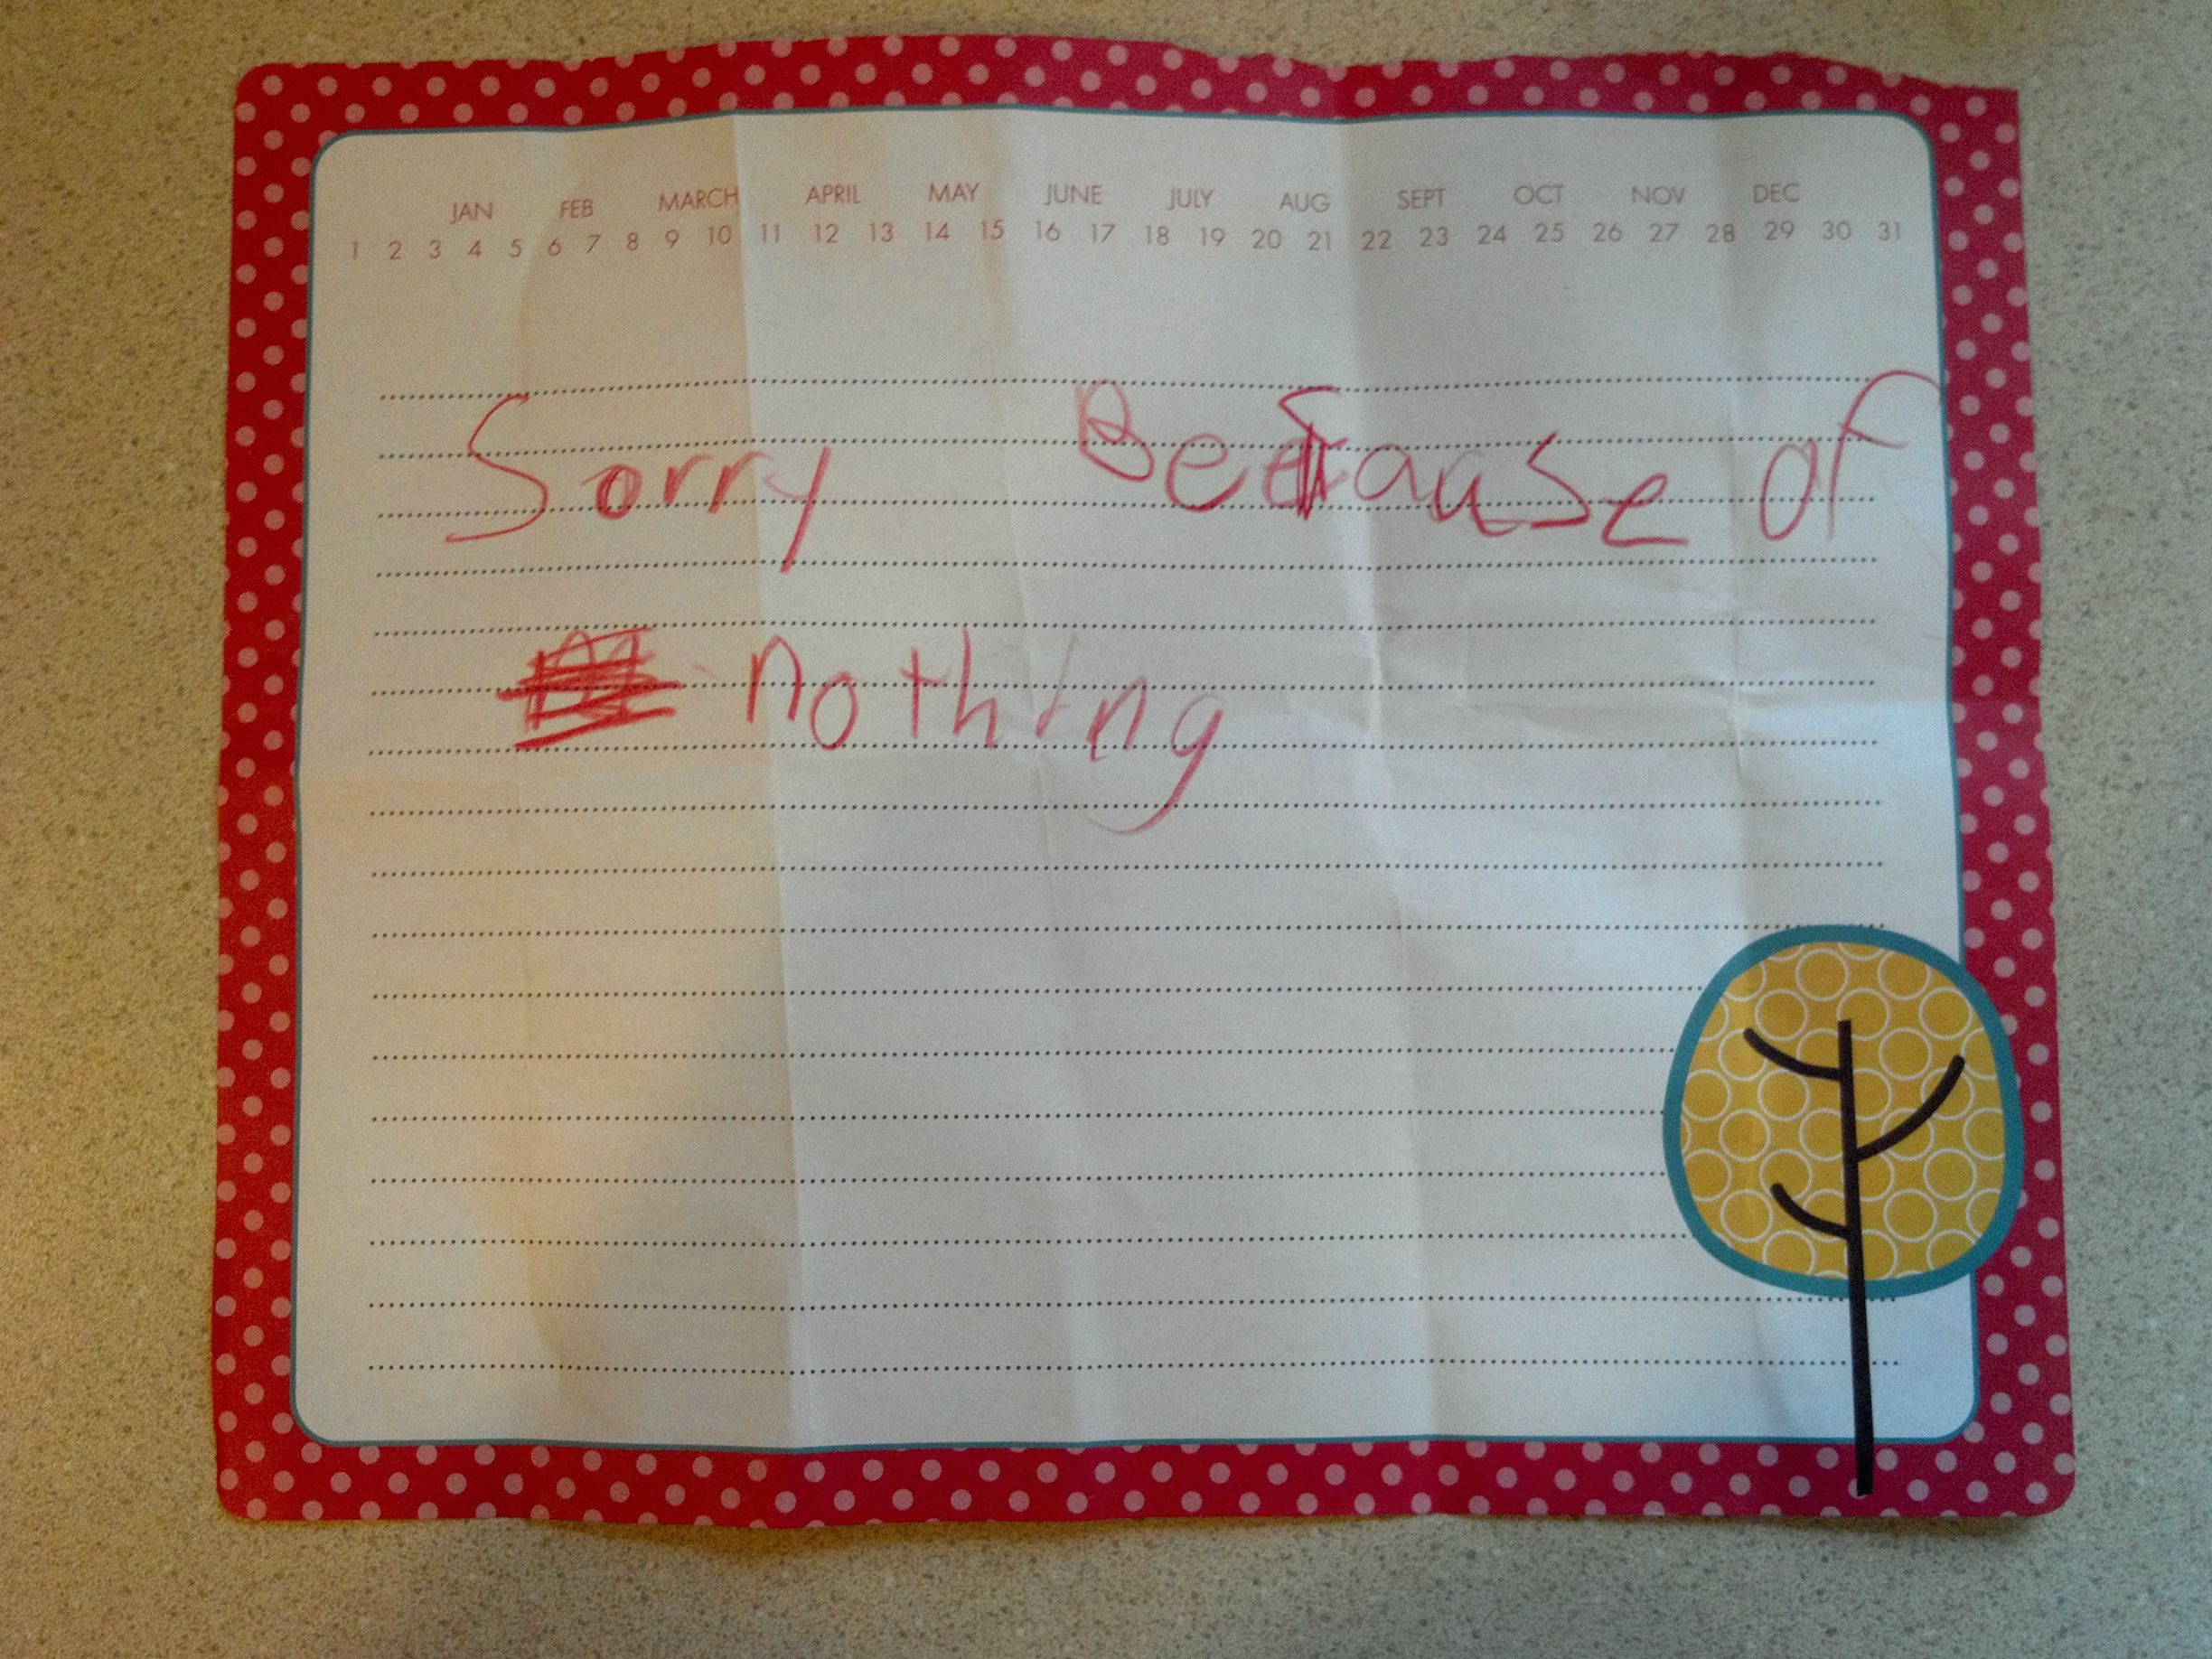 JAN FEB MARCH APRIL MAY JUNE JULY AUG SEPT OCT NOV DEC
1 2 3 4 5 6 7 8 9 10 11 12 13 14 15 16 17 18 19 20 21 22 23 24 25 26 27 28 29 30 31
Sorry Because of
nothing